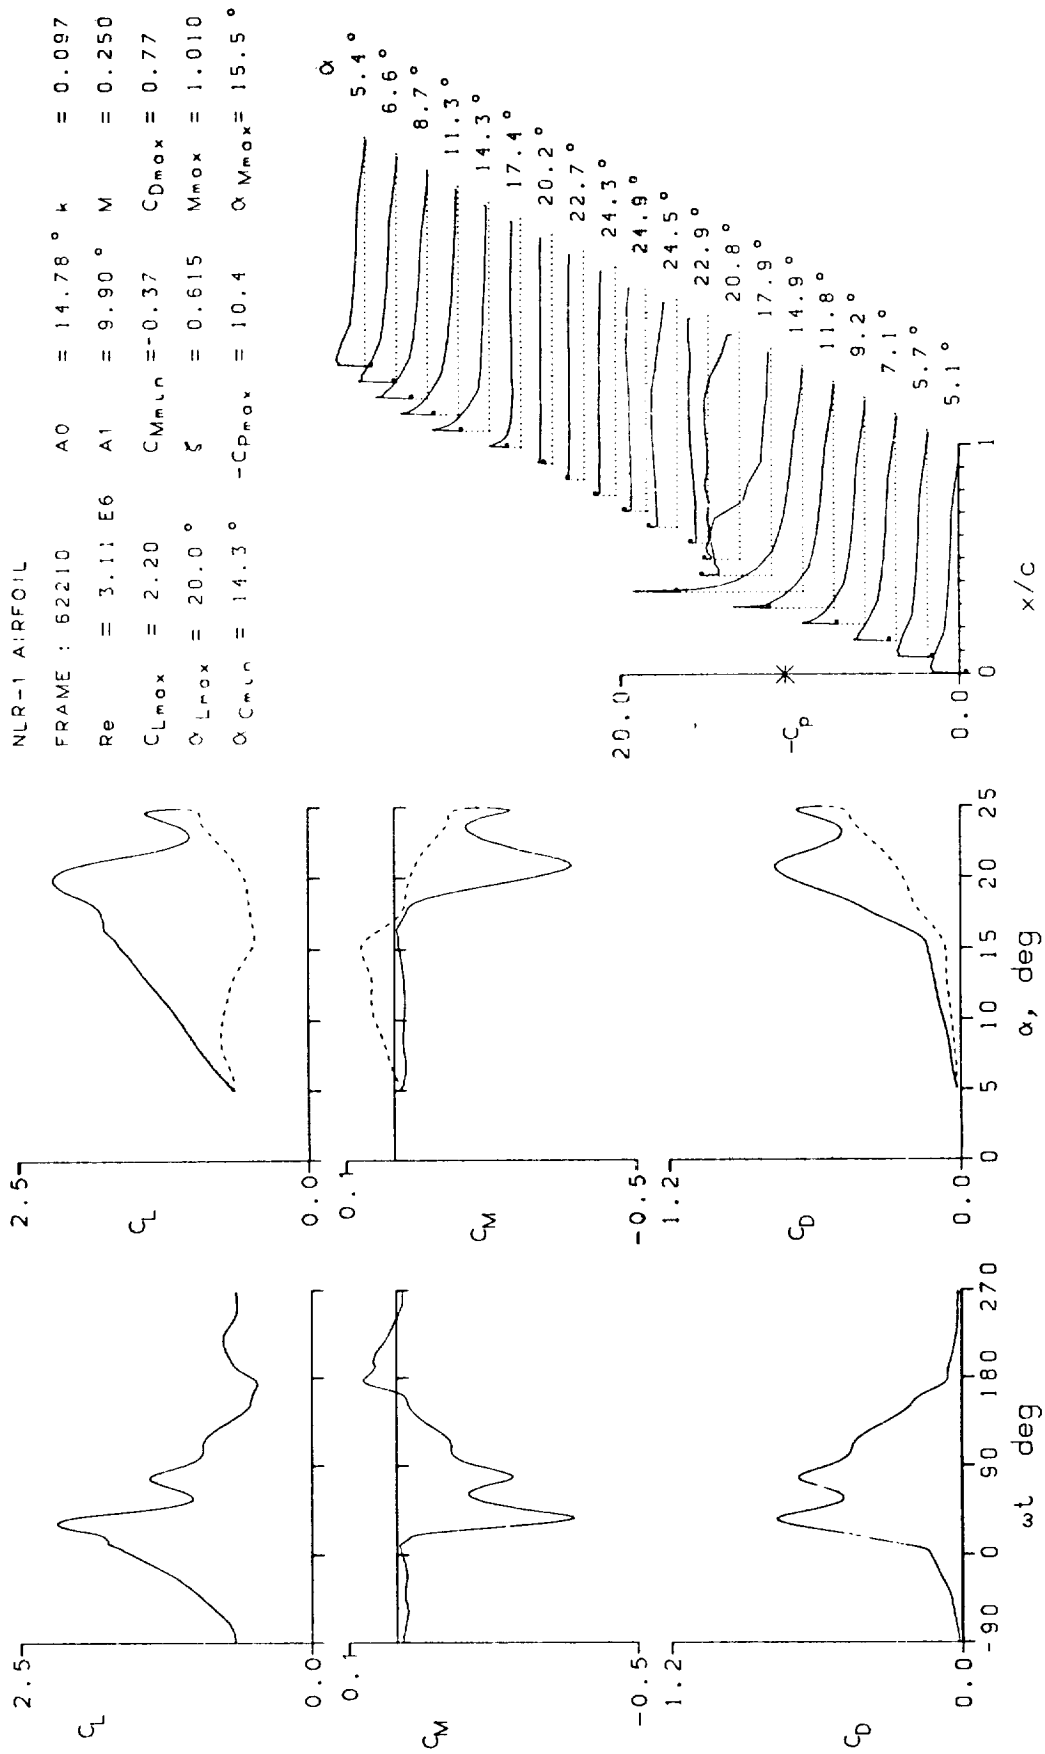 NLR-1 AIRFOIL
FRAME : 62210 A0 = 14.78° k = 0.097
Re = 3.11 E6 A1 = 9.90° M = 0.250
CLmax = 2.20 CMmin =-0.37 CDmax = 0.77
αLmax = 20.0° ζ = 0.615 Mmax = 1.010
αCmin = 14.3° -CPmax = 10.4 αMmax= 15.5°
2.5
CL
0.0
0.1
CM
-0.5
1.2
CD
0.0
-90 0 90 180 270
ωt deg
2.5
CL
0.0
0.1
CM
-0.5
1.2
CD
0.0
0 5 10 15 20 25
α, deg
20.0
-Cp
0.0
0 1
x/c
α
5.4°
6.6°
8.7°
11.3°
14.3°
17.4°
20.2°
22.7°
24.3°
24.9°
24.5°
22.9°
20.8°
17.9°
14.9°
11.8°
9.2°
7.1°
5.7°
5.1°